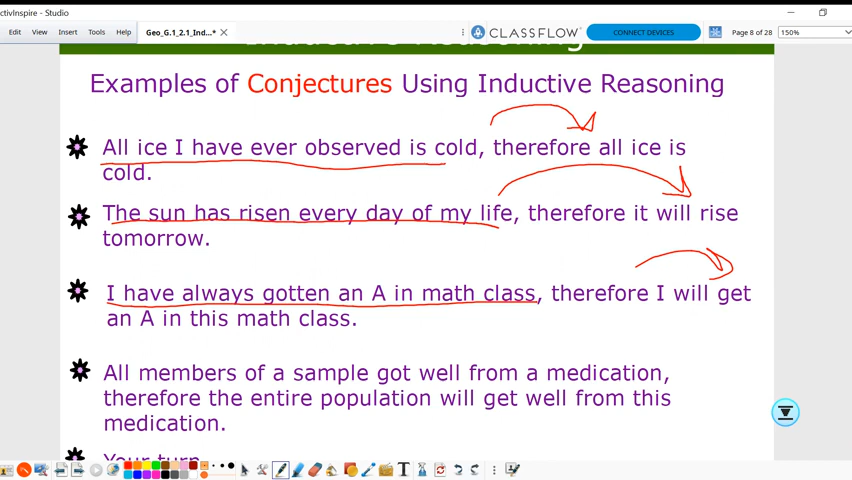 ctivInspire - Studio
Edit View Insert Tools Help Geo_G.1_2.1_Ind...* CLASSFLOW CONNECT DEVICES Page 8 of 28 150%
Inductive Reasoning
Examples of Conjectures Using Inductive Reasoning
All ice I have ever observed is cold, therefore all ice is
cold.
The sun has risen every day of my life, therefore it will rise
tomorrow.
I have always gotten an A in math class, therefore I will get
an A in this math class.
All members of a sample got well from a medication,
therefore the entire population will get well from this
medication.
Your turn
T